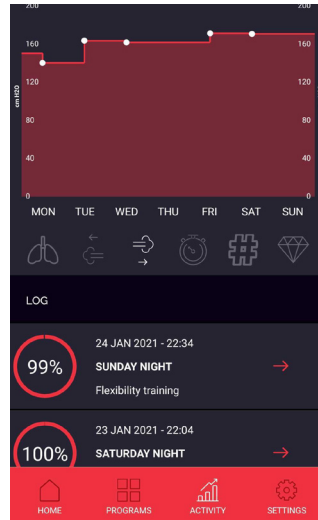 200 200
160 160
120 120
cm H2O
80 80
40 40
0 0
MON TUE WED THU FRI SAT SUN
#
LOG
24 JAN 2021 - 22:34
99% SUNDAY NIGHT
Flexibility training
23 JAN 2021 - 22:04
100% SATURDAY NIGHT
HOME PROGRAMS ACTIVITY SETTINGS